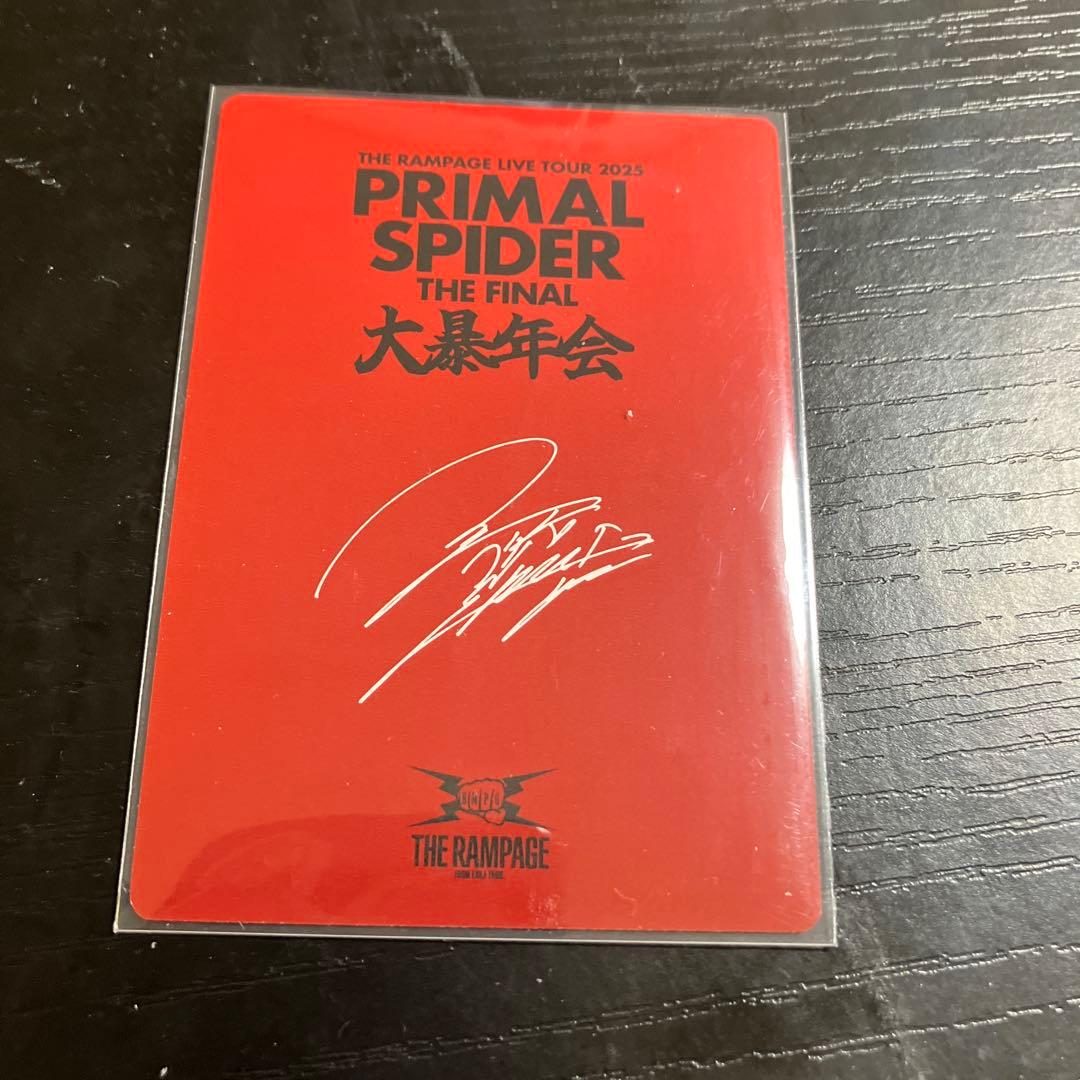 THE RAMPAGE LIVE TOUR 2025
PRIMAL
SPIDER
THE FINAL
大暴年会
R/M/P/G
THE RAMPAGE
FROM EXILE TRIBE